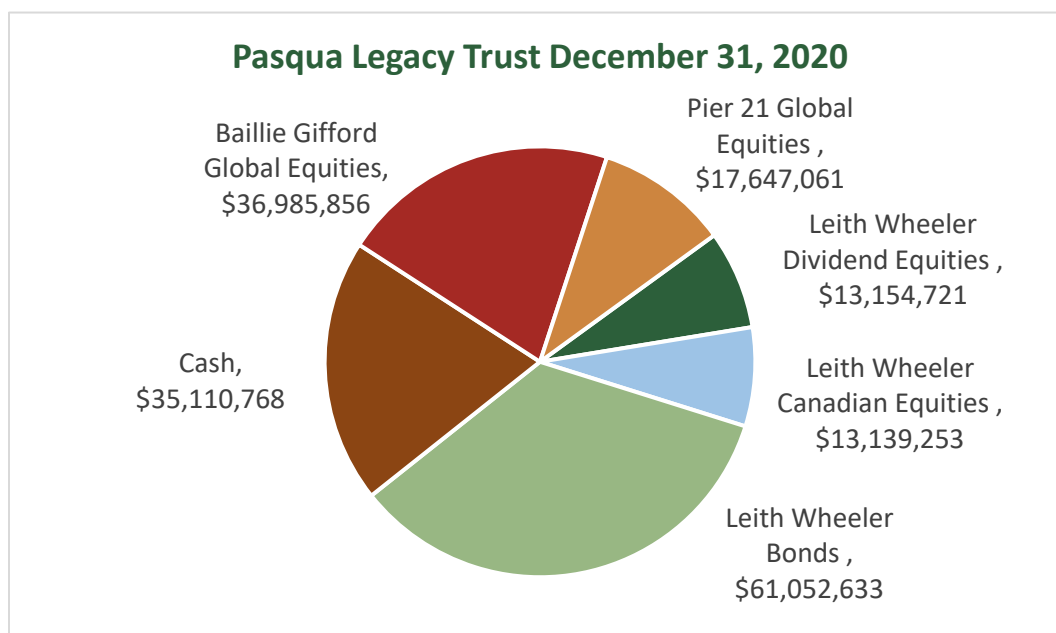 Pasqua Legacy Trust December 31, 2020
Baillie Gifford
Global Equities,
$36,985,856
Pier 21 Global
Equities ,
$17,647,061
Leith Wheeler
Dividend Equities ,
$13,154,721
Cash,
$35,110,768
Leith Wheeler
Canadian Equities ,
$13,139,253
Leith Wheeler
Bonds ,
$61,052,633